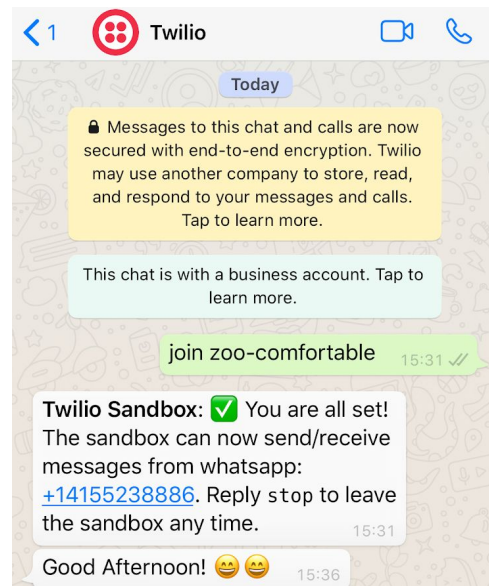 1 Twilio
Today
🔒 Messages to this chat and calls are now
secured with end-to-end encryption. Twilio
may use another company to store, read,
and respond to your messages and calls.
Tap to learn more.
This chat is with a business account. Tap to
learn more.
join zoo-comfortable 15:31
Twilio Sandbox: ✅ You are all set!
The sandbox can now send/receive
messages from whatsapp:
+14155238886. Reply stop to leave
the sandbox any time. 15:31
Good Afternoon! 😄 😄 15:36